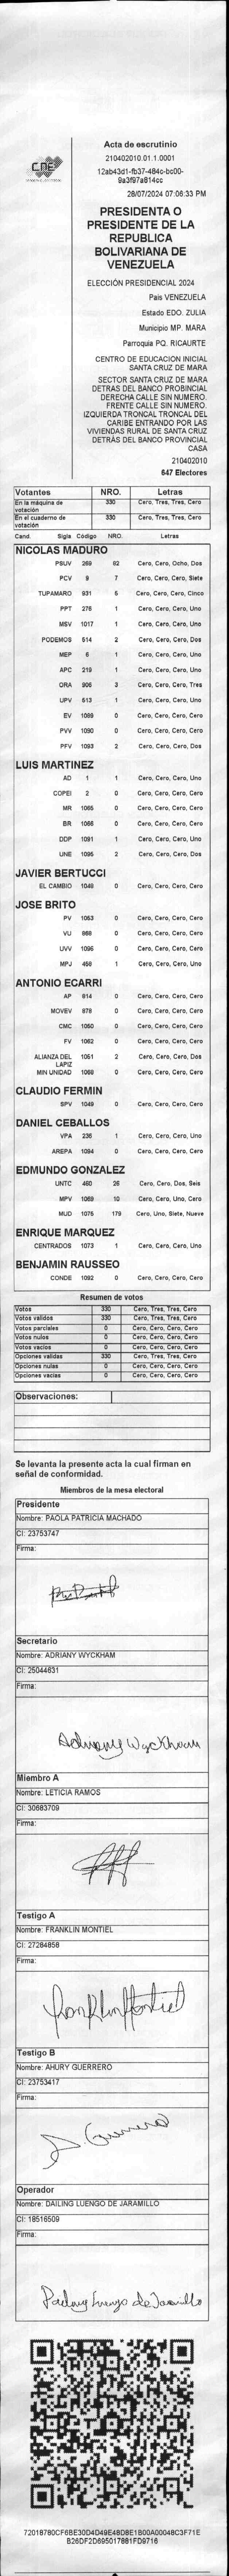 CNE
Acta de escrutinio
210402010.01.1.0001
12ab43d1-fb37-484c-bc00-
9a3f97a814cc
28/07/2024 07:06:33 PM
PRESIDENTA O
PRESIDENTE DE LA
REPUBLICA
BOLIVARIANA DE
VENEZUELA
ELECCIÓN PRESIDENCIAL 2024
Pais VENEZUELA
Estado EDO. ZULIA
Municipio MP. MARA
Parroquia PQ. RICAURTE
CENTRO DE EDUCACION INICIAL
SANTA CRUZ DE MARA
SECTOR SANTA CRUZ DE MARA
DETRAS DEL BANCO PROBINCIAL
DERECHA CALLE SIN NUMERO.
FRENTE CALLE SIN NUMERO.
IZQUIERDA TRONCAL TRONCAL DEL
CARIBE ENTRANDO POR LAS
VIVIENDAS RURAL DE SANTA CRUZ
DETRÁS DEL BANCO PROVINCIAL
CASA
210402010
647 Electores
Votantes NRO. Letras
En la máquina de votación 330 Cero, Tres, Tres, Cero
En el cuaderno de votación 330 Cero, Tres, Tres, Cero
Cand. Sigla Código NRO. Letras
NICOLAS MADURO
PSUV 269 82 Cero, Cero, Ocho, Dos
PCV 9 7 Cero, Cero, Cero, Siete
TUPAMARO 931 5 Cero, Cero, Cero, Cinco
PPT 276 1 Cero, Cero, Cero, Uno
MSV 1017 1 Cero, Cero, Cero, Uno
PODEMOS 514 2 Cero, Cero, Cero, Dos
MEP 6 1 Cero, Cero, Cero, Uno
APC 219 1 Cero, Cero, Cero, Uno
ORA 906 3 Cero, Cero, Cero, Tres
UPV 513 1 Cero, Cero, Cero, Uno
EV 1089 0 Cero, Cero, Cero, Cero
PVV 1090 0 Cero, Cero, Cero, Cero
PFV 1093 2 Cero, Cero, Cero, Dos
LUIS MARTINEZ
AD 1 1 Cero, Cero, Cero, Uno
COPEI 2 0 Cero, Cero, Cero, Cero
MR 1065 0 Cero, Cero, Cero, Cero
BR 1066 0 Cero, Cero, Cero, Cero
DDP 1091 1 Cero, Cero, Cero, Uno
UNE 1095 2 Cero, Cero, Cero, Dos
JAVIER BERTUCCI
EL CAMBIO 1048 0 Cero, Cero, Cero, Cero
JOSE BRITO
PV 1053 0 Cero, Cero, Cero, Cero
VU 868 0 Cero, Cero, Cero, Cero
UVV 1096 0 Cero, Cero, Cero, Cero
MPJ 458 1 Cero, Cero, Cero, Uno
ANTONIO ECARRI
AP 814 0 Cero, Cero, Cero, Cero
MOVEV 878 0 Cero, Cero, Cero, Cero
CMC 1050 0 Cero, Cero, Cero, Cero
FV 1062 0 Cero, Cero, Cero, Cero
ALIANZA DEL LAPIZ 1051 2 Cero, Cero, Cero, Dos
MIN UNIDAD 1068 0 Cero, Cero, Cero, Cero
CLAUDIO FERMIN
SPV 1049 0 Cero, Cero, Cero, Cero
DANIEL CEBALLOS
VPA 236 1 Cero, Cero, Cero, Uno
AREPA 1094 0 Cero, Cero, Cero, Cero
EDMUNDO GONZALEZ
UNTC 460 26 Cero, Cero, Dos, Seis
MPV 1069 10 Cero, Cero, Uno, Cero
MUD 1075 179 Cero, Uno, Siete, Nueve
ENRIQUE MARQUEZ
CENTRADOS 1073 1 Cero, Cero, Cero, Uno
BENJAMIN RAUSSEO
CONDE 1092 0 Cero, Cero, Cero, Cero
Resumen de votos
Votos 330 Cero, Tres, Tres, Cero
Votos validos 330 Cero, Tres, Tres, Cero
Votos parciales 0 Cero, Cero, Cero, Cero
Votos nulos 0 Cero, Cero, Cero, Cero
Votos vacios 0 Cero, Cero, Cero, Cero
Opciones validas 330 Cero, Tres, Tres, Cero
Opciones nulas 0 Cero, Cero, Cero, Cero
Opciones vacias 0 Cero, Cero, Cero, Cero
Observaciones:
Se levanta la presente acta la cual firman en
señal de conformidad.
Miembros de la mesa electoral
Presidente
Nombre: PAOLA PATRICIA MACHADO
CI: 23753747
Firma:
Secretario
Nombre: ADRIANY WYCKHAM
CI: 25044631
Firma:
Adriany Wyckham
Miembro A
Nombre: LETICIA RAMOS
CI: 30683709
Firma:
Testigo A
Nombre: FRANKLIN MONTIEL
CI: 27264858
Firma:
Franklin Montiel
Testigo B
Nombre: AHURY GUERRERO
CI: 23753417
Firma:
Operador
Nombre: DAILING LUENGO DE JARAMILLO
CI: 18516509
Firma:
72018780CF6BE30D4D49E48D8E1B00A00048C3F71E
B26DF2D695017881FD9716